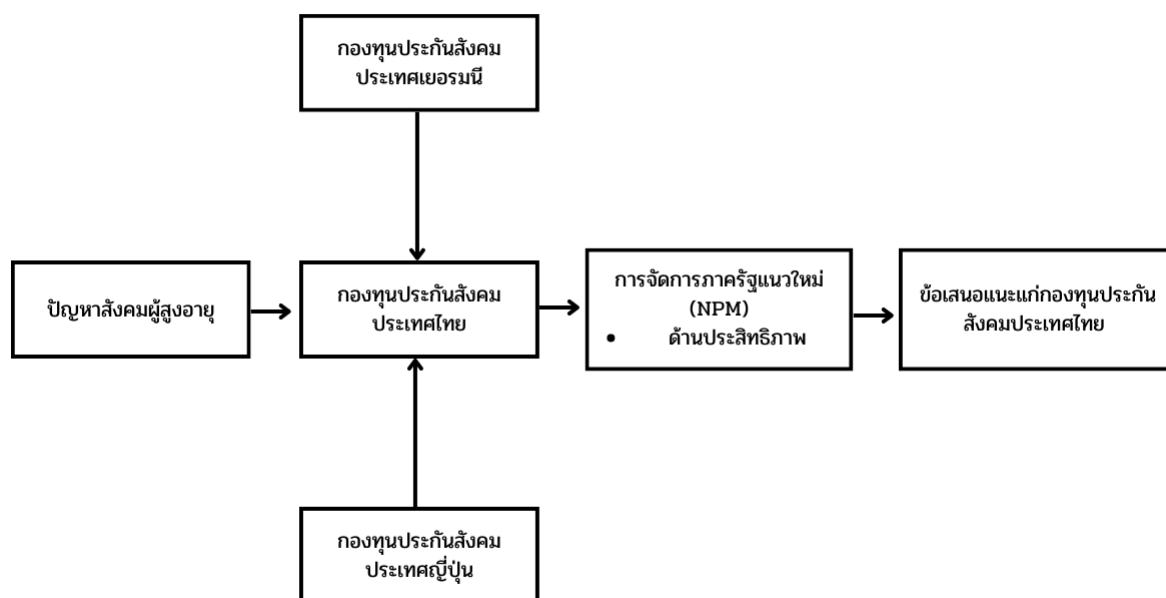 กองทุนประกันสังคม
ประเทศเยอรมนี
ปัญหาสังคมผู้สูงอายุ
กองทุนประกันสังคม
ประเทศไทย
การจัดการภาครัฐแนวใหม่
(NPM)
• ด้านประสิทธิภาพ
ข้อเสนอแนะแก่กองทุนประกัน
สังคมประเทศไทย
กองทุนประกันสังคม
ประเทศญี่ปุ่น